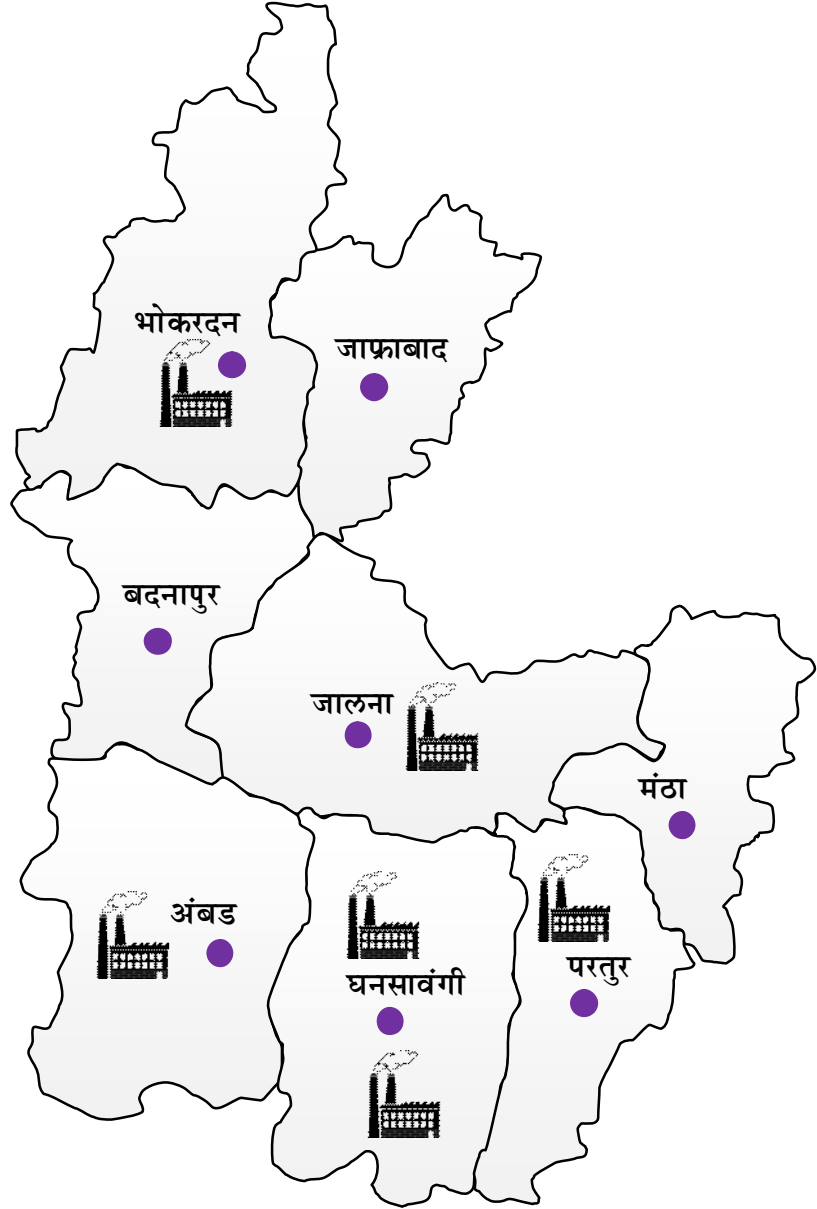 भोकरदन
जाफ्राबाद
बदनापुर
जालना
मंठा
अंबड
परतुर
घनसावंगी